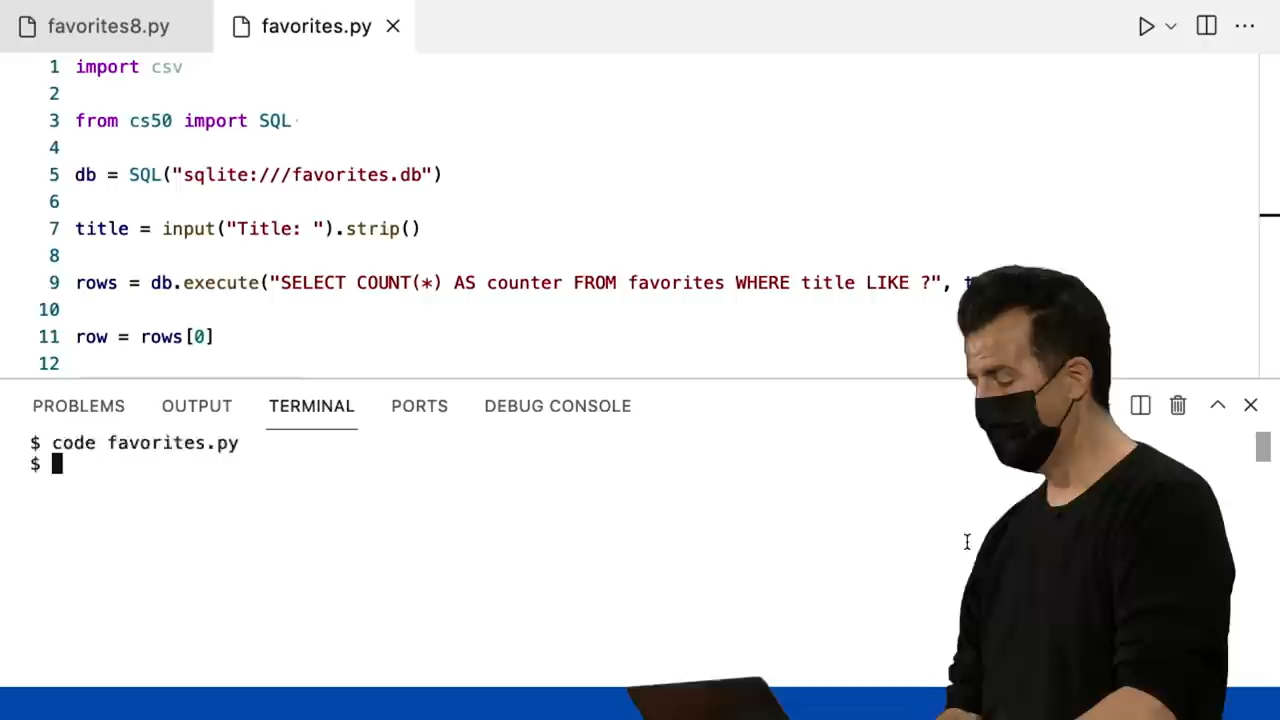 favorites8.py
favorites.py
1 import csv
2
3 from cs50 import SQL
4
5 db = SQL("sqlite:///favorites.db")
6
7 title = input("Title: ").strip()
8
9 rows = db.execute("SELECT COUNT(*) AS counter FROM favorites WHERE title LIKE ?",
10
11 row = rows[0]
12
PROBLEMS OUTPUT TERMINAL PORTS DEBUG CONSOLE
$ code favorites.py
$